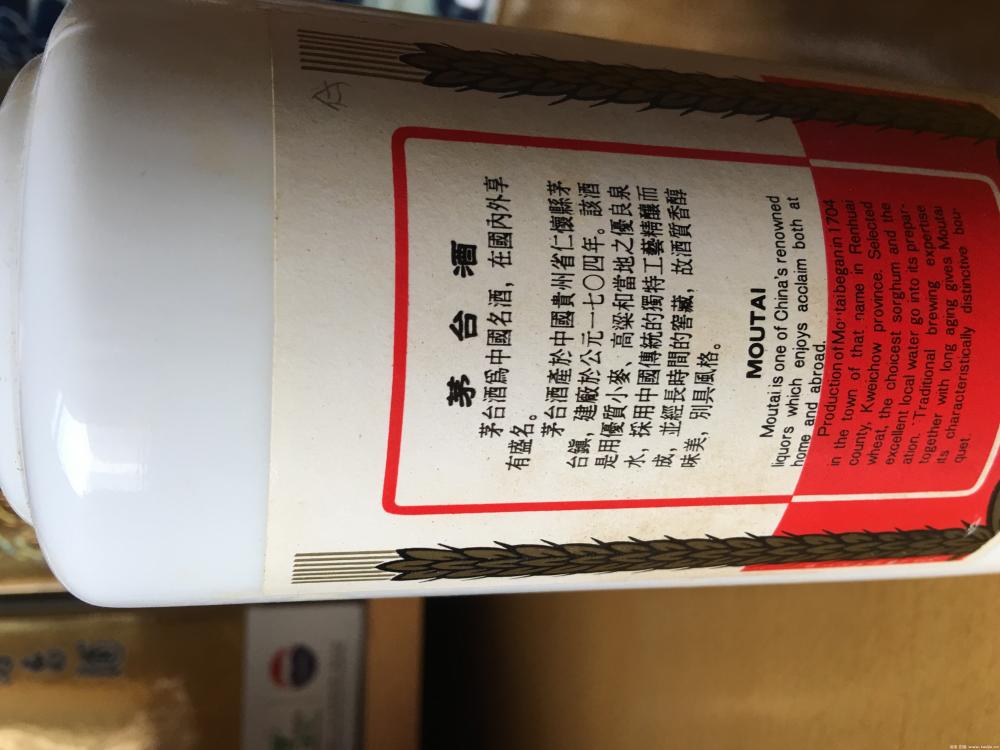 茅台酒
茅台酒爲中國名酒，在國內外享
有盛名。
茅台酒產於中國貴州省仁懷縣茅
台鎮，建廠於公元一七〇四年。該酒
是用優質小麥、高粱和當地之優良泉
水，採用中國傳統的獨特工藝精釀而
成，並經長時間的窖藏，故酒質香醇
味美，別具風格。
MOUTAI
Moutai is one of China's renowned
liquors which enjoys acclaim both at
home and abroad.
Production of Moutai began in 1704
in the town of that name in Renhuai
county, Kweichow province. Selected
wheat, the choicest sorghum and the
excellent local water go into its prepar-
ation. Traditional brewing expertise
together with long aging gives Moutai
its characteristically distinctive bou-
quet.